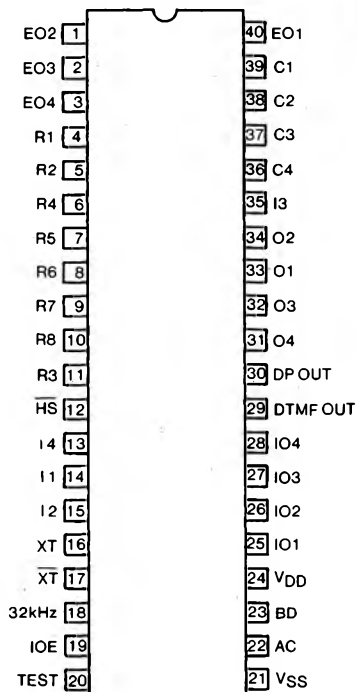 EO2 1 40 EO1
EO3 2 39 C1
EO4 3 38 C2
R1 4 37 C3
R2 5 36 C4
R4 6 35 I3
R5 7 34 O2
R6 8 33 O1
R7 9 32 O3
R8 10 31 O4
R3 11 30 DP OUT
H̅S̅ 12 29 DTMF OUT
I4 13 28 IO4
I1 14 27 IO3
I2 15 26 IO2
XT 16 25 IO1
X̅T̅ 17 24 VDD
32kHz 18 23 BD
IOE 19 22 AC
TEST 20 21 VSS